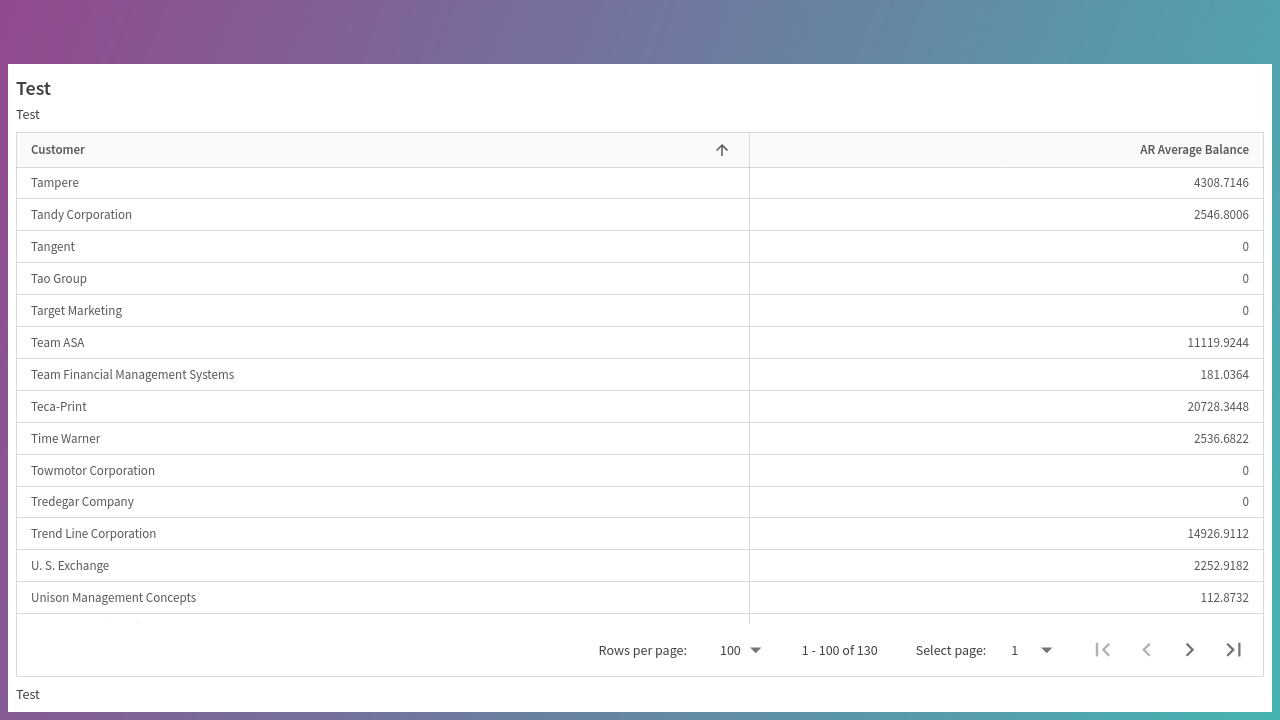 Test
Test
Customer AR Average Balance
Tampere 4308.7146
Tandy Corporation 2546.8006
Tangent 0
Tao Group 0
Target Marketing 0
Team ASA 11119.9244
Team Financial Management Systems 181.0364
Teca-Print 20728.3448
Time Warner 2536.6822
Towmotor Corporation 0
Tredegar Company 0
Trend Line Corporation 14926.9112
U. S. Exchange 2252.9182
Unison Management Concepts 112.8732
Rows per page: 100 1 - 100 of 130 Select page: 1
Test